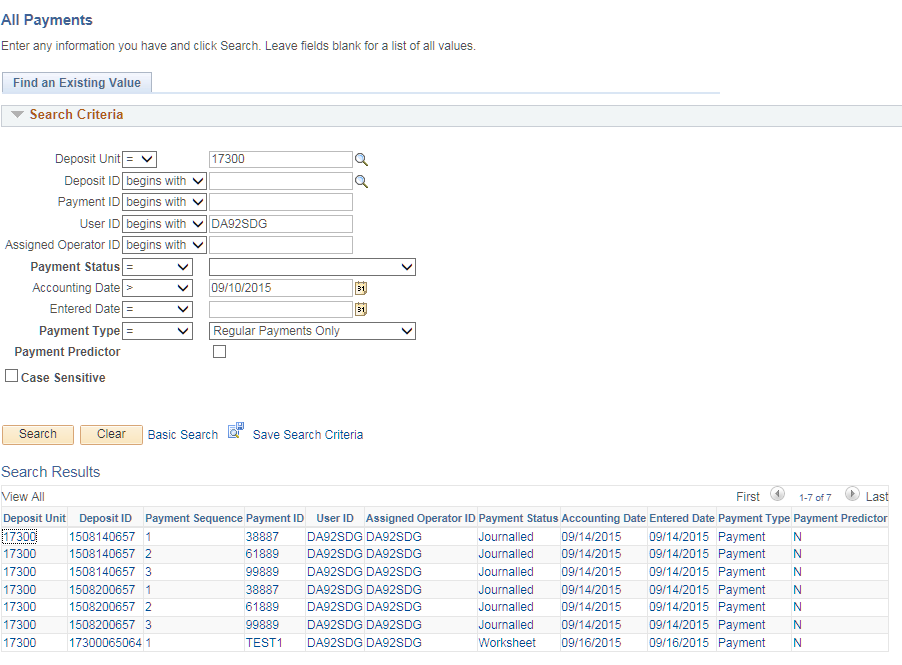 All Payments
Enter any information you have and click Search. Leave fields blank for a list of all values.
Find an Existing Value
Search Criteria
Deposit Unit = 17300
Deposit ID begins with
Payment ID begins with
User ID begins with DA92SDG
Assigned Operator ID begins with
Payment Status =
Accounting Date > 09/10/2015
Entered Date =
Payment Type = Regular Payments Only
Payment Predictor
Case Sensitive
Search Clear Basic Search Save Search Criteria
Search Results
View All First 1-7 of 7 Last
Deposit Unit Deposit ID Payment Sequence Payment ID User ID Assigned Operator ID Payment Status Accounting Date Entered Date Payment Type Payment Predictor
17300 1508140657 1 38887 DA92SDG DA92SDG Journalled 09/14/2015 09/14/2015 Payment N
17300 1508140657 2 61889 DA92SDG DA92SDG Journalled 09/14/2015 09/14/2015 Payment N
17300 1508140657 3 99889 DA92SDG DA92SDG Journalled 09/14/2015 09/14/2015 Payment N
17300 1508200657 1 38887 DA92SDG DA92SDG Journalled 09/14/2015 09/14/2015 Payment N
17300 1508200657 2 61889 DA92SDG DA92SDG Journalled 09/14/2015 09/14/2015 Payment N
17300 1508200657 3 99889 DA92SDG DA92SDG Journalled 09/14/2015 09/14/2015 Payment N
17300 17300065064 1 TEST1 DA92SDG DA92SDG Worksheet 09/16/2015 09/16/2015 Payment N